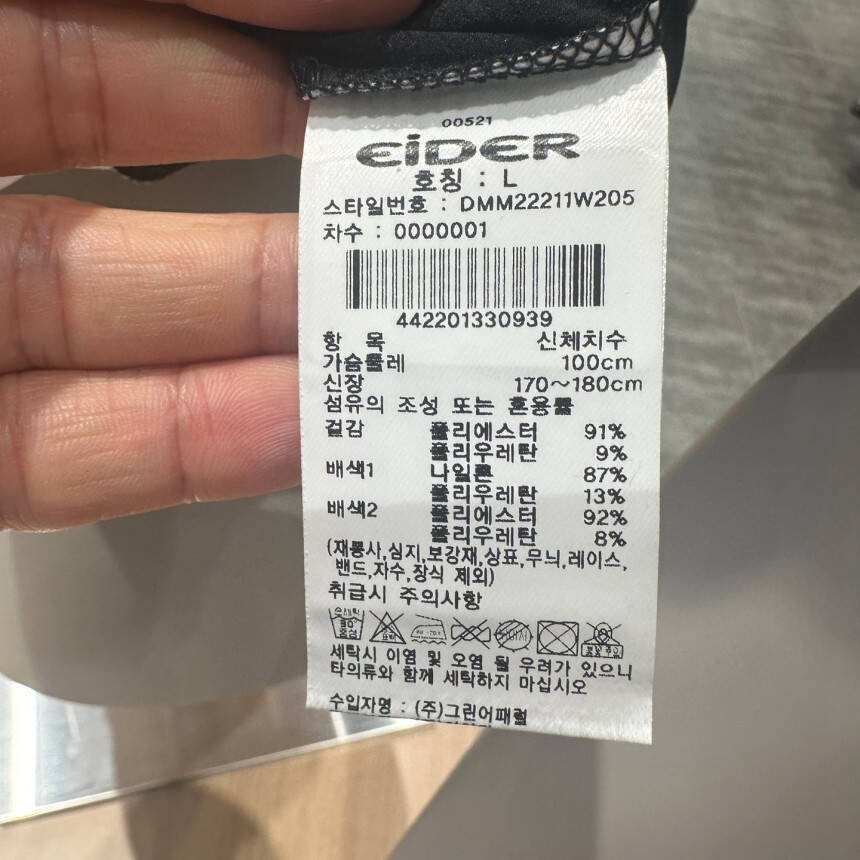 00521
EiDER
호칭 : L
스타일번호 : DMM22211W205
차수 : 0000001
442201330939
항 목 신체치수
가슴둘레 100cm
신장 170~180cm
섬유의 조성 또는 혼용률
겉감 폴리에스터 91%
폴리우레탄 9%
배색1 나일론 87%
폴리우레탄 13%
배색2 폴리에스터 92%
폴리우레탄 8%
(재봉사,심지,보강재,상표,무늬,레이스,
밴드,자수,장식 제외)
취급시 주의사항
손세탁
30
중성
세탁시 이염 및 오염 될 우려가 있으니
타의류와 함께 세탁하지 마십시오
수입자명 : (주)그린어패럴